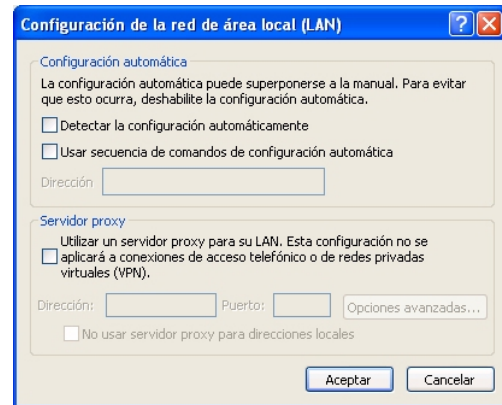 Configuración de la red de área local (LAN)
Configuración automática
La configuración automática puede superponerse a la manual. Para evitar
que esto ocurra, deshabilite la configuración automática.
Detectar la configuración automáticamente
Usar secuencia de comandos de configuración automática
Dirección
Servidor proxy
Utilizar un servidor proxy para su LAN. Esta configuración no se
aplicará a conexiones de acceso telefónico o de redes privadas
virtuales (VPN).
Dirección: Puerto: Opciones avanzadas...
No usar servidor proxy para direcciones locales
Aceptar Cancelar